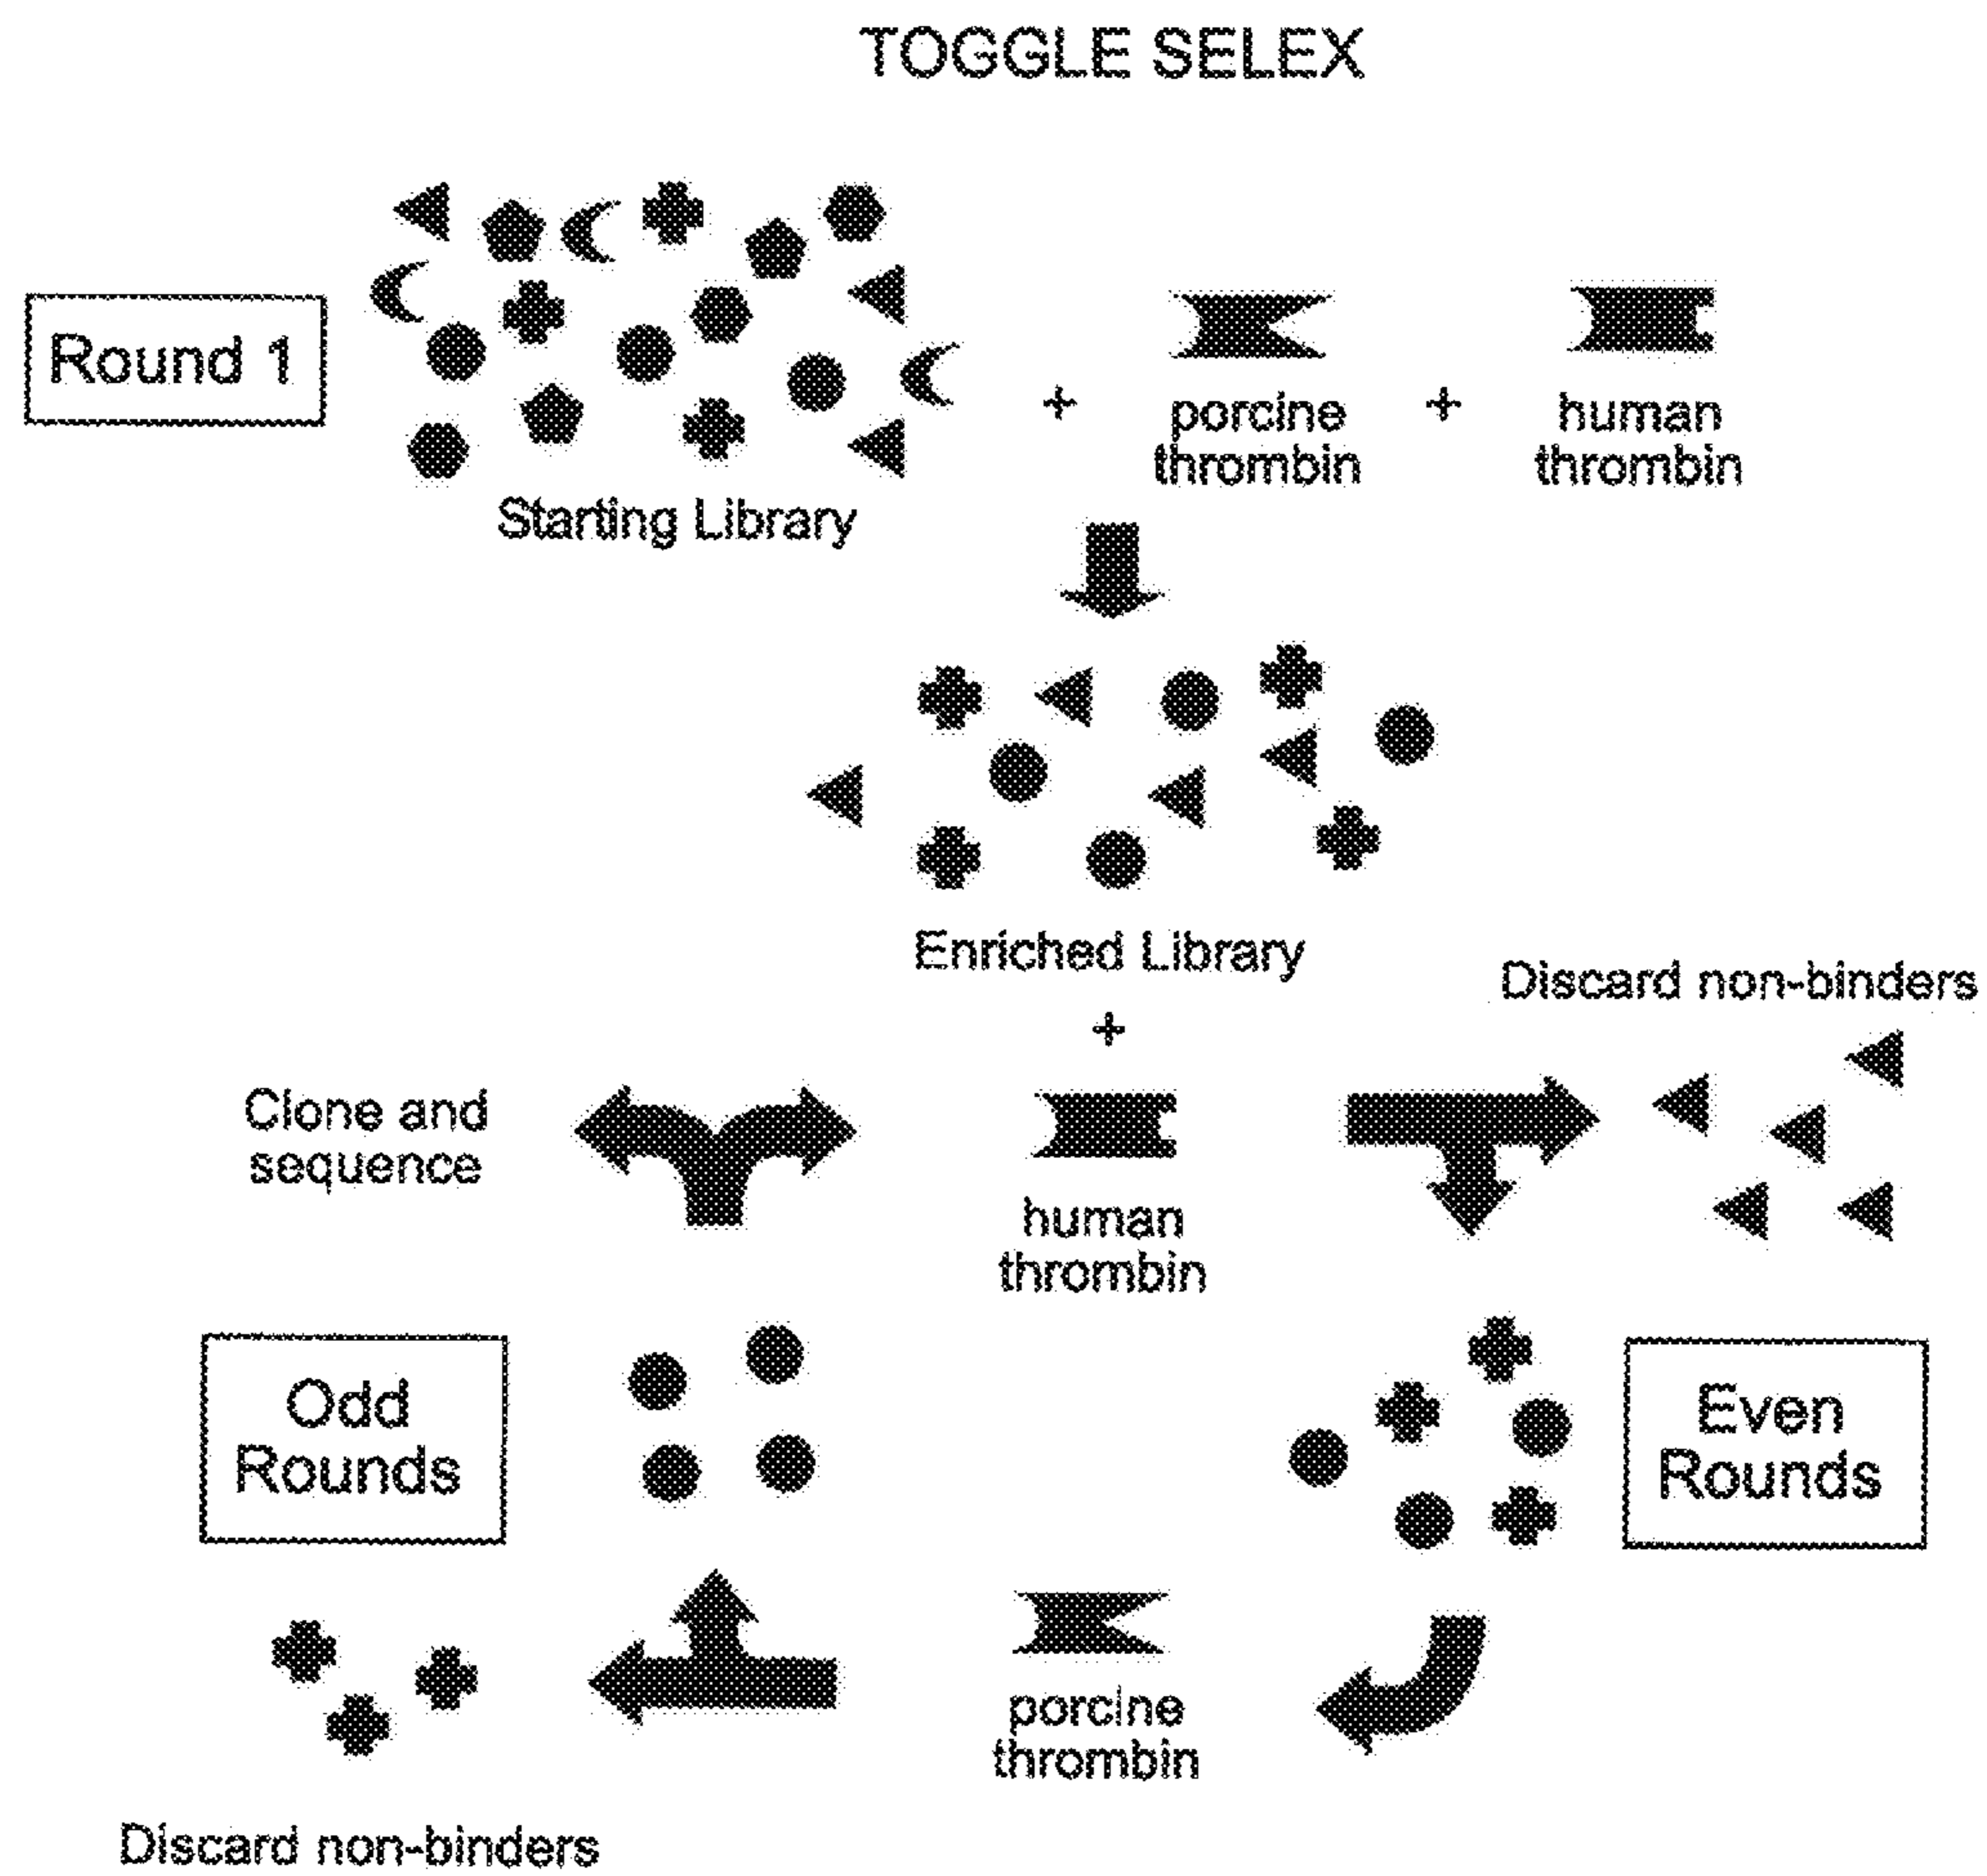 TOGGLE SELEX
Round 1
Starting Library
+
porcine
thrombin
+
human
thrombin
Enriched Library
+
Discard non-binders
Clone and
sequence
human
thrombin
Odd
Rounds
Even
Rounds
porcine
thrombin
Discard non-binders